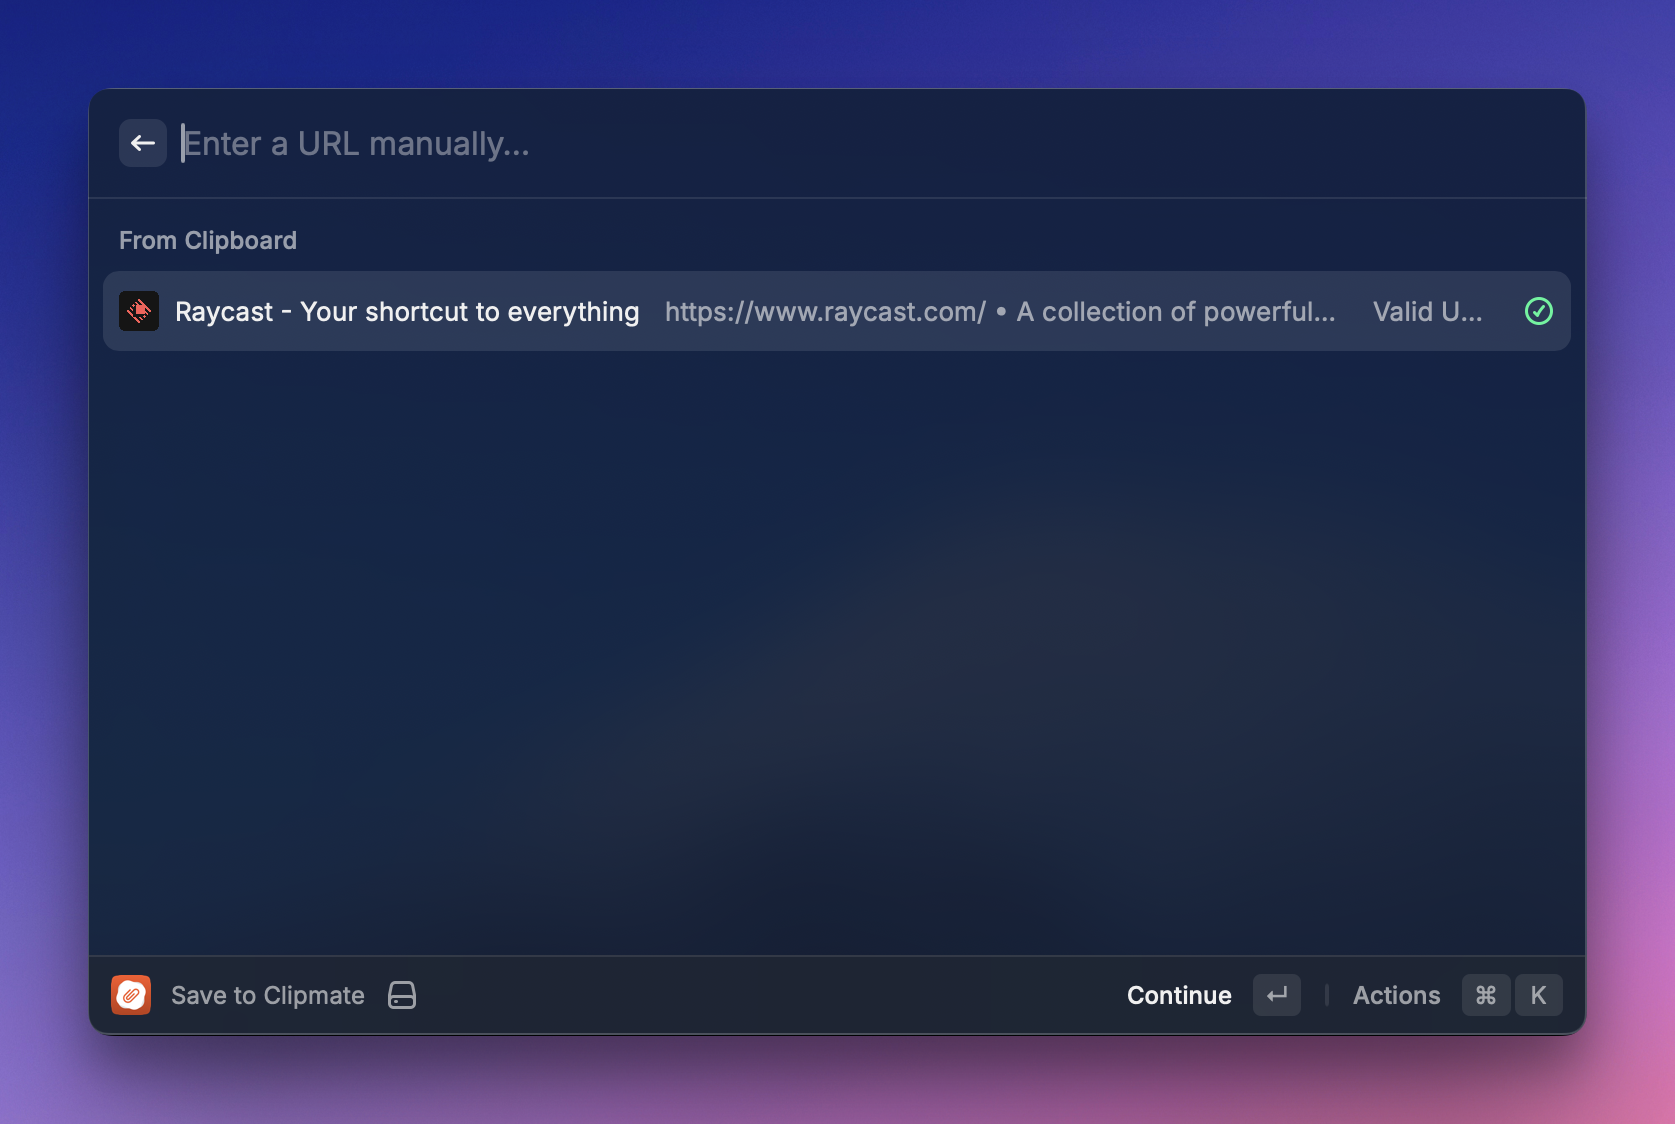 Enter a URL manually...
From Clipboard
Raycast - Your shortcut to everything https://www.raycast.com/ • A collection of powerful... Valid U...
Save to Clipmate Continue ↵ Actions ⌘ K